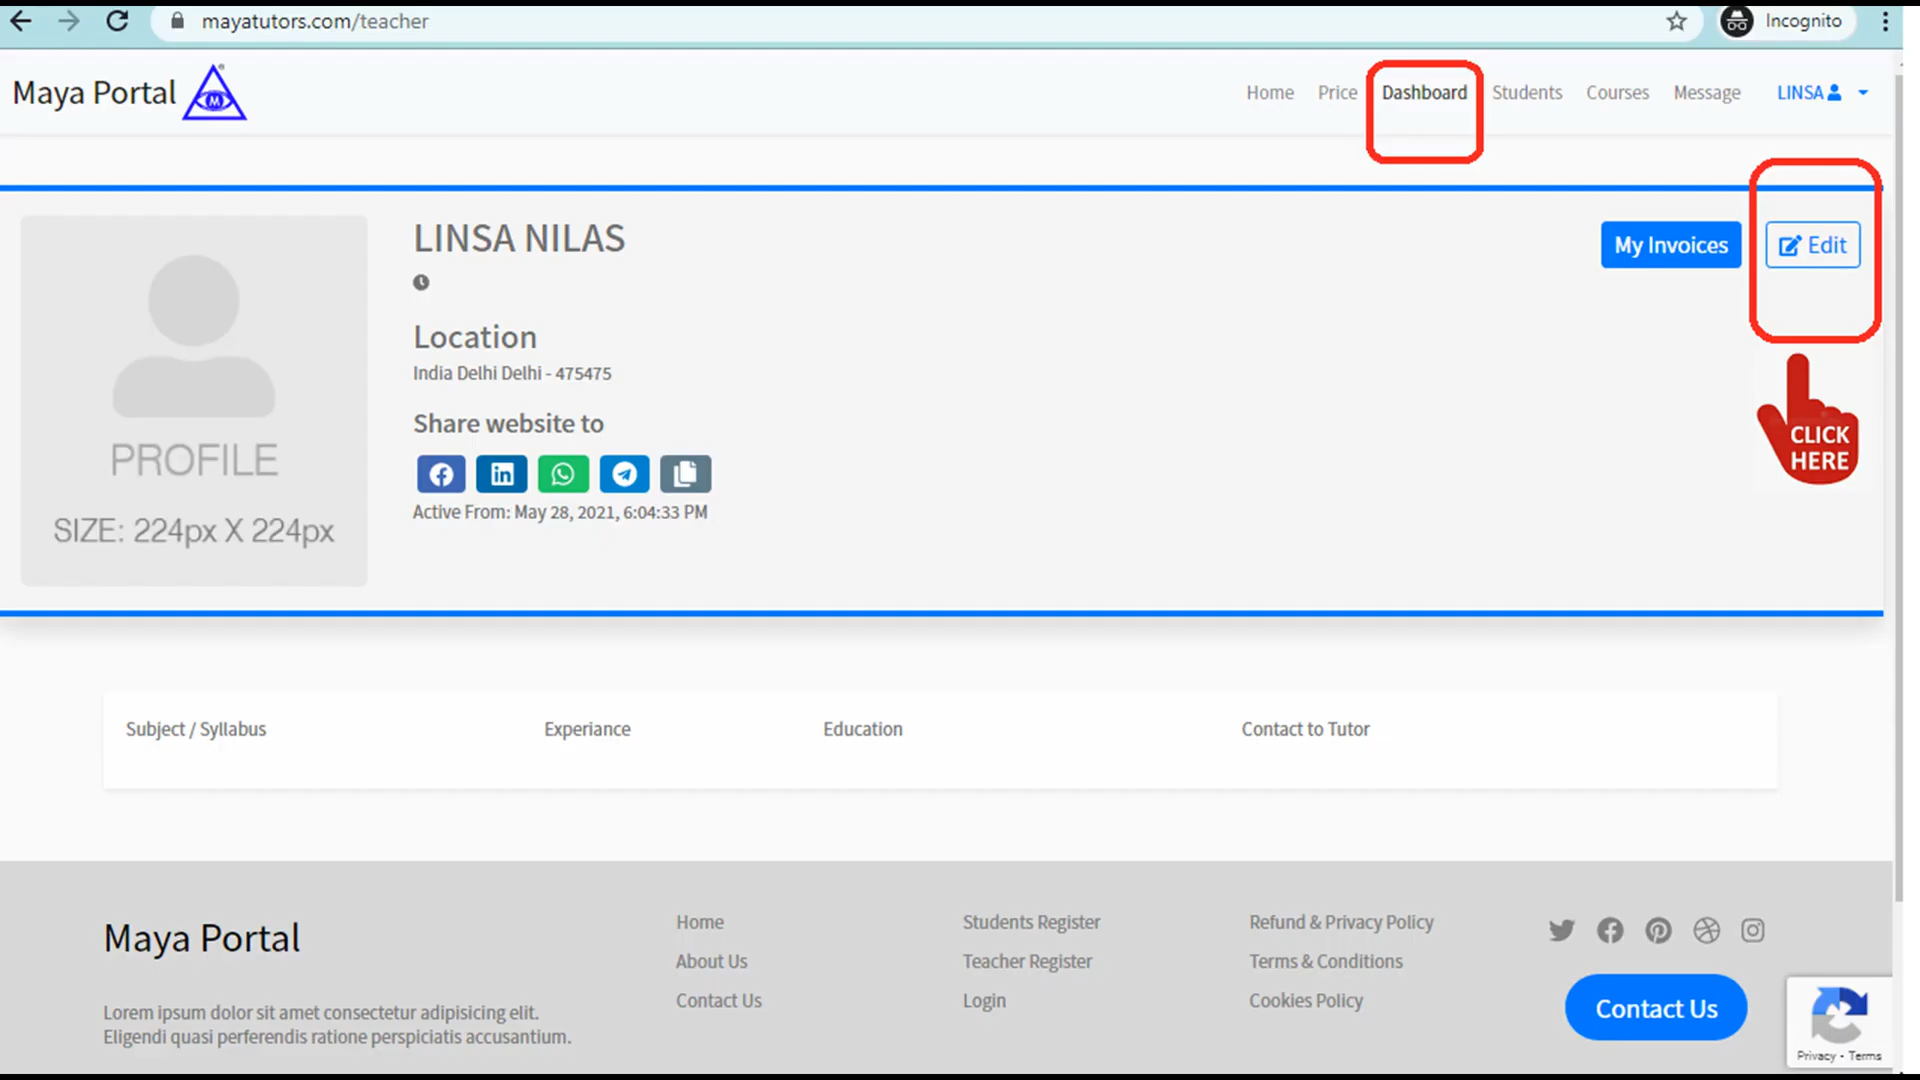 mayatutors.com/teacher
Incognito
Maya Portal
M
Home Price Dashboard Students Courses Message LINSA
LINSA NILAS
My Invoices
Edit
Location
India Delhi Delhi - 475475
Share website to
Active From: May 28, 2021, 6:04:33 PM
PROFILE
SIZE: 224px X 224px
CLICK
HERE
Subject / Syllabus Experiance Education Contact to Tutor
Maya Portal
Lorem ipsum dolor sit amet consectetur adipisicing elit.
Eligendi quasi perferendis ratione perspiciatis accusantium.
Home
About Us
Contact Us
Students Register
Teacher Register
Login
Refund & Privacy Policy
Terms & Conditions
Cookies Policy
Contact Us
Privacy - Terms